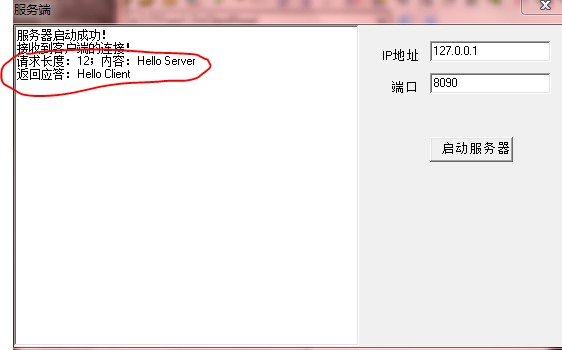 服务端
服务器启动成功!
接收到客户端的连接!
请求长度：12；内容：Hello Server
返回应答：Hello Client
IP地址
127.0.0.1
端口
8090
启动服务器